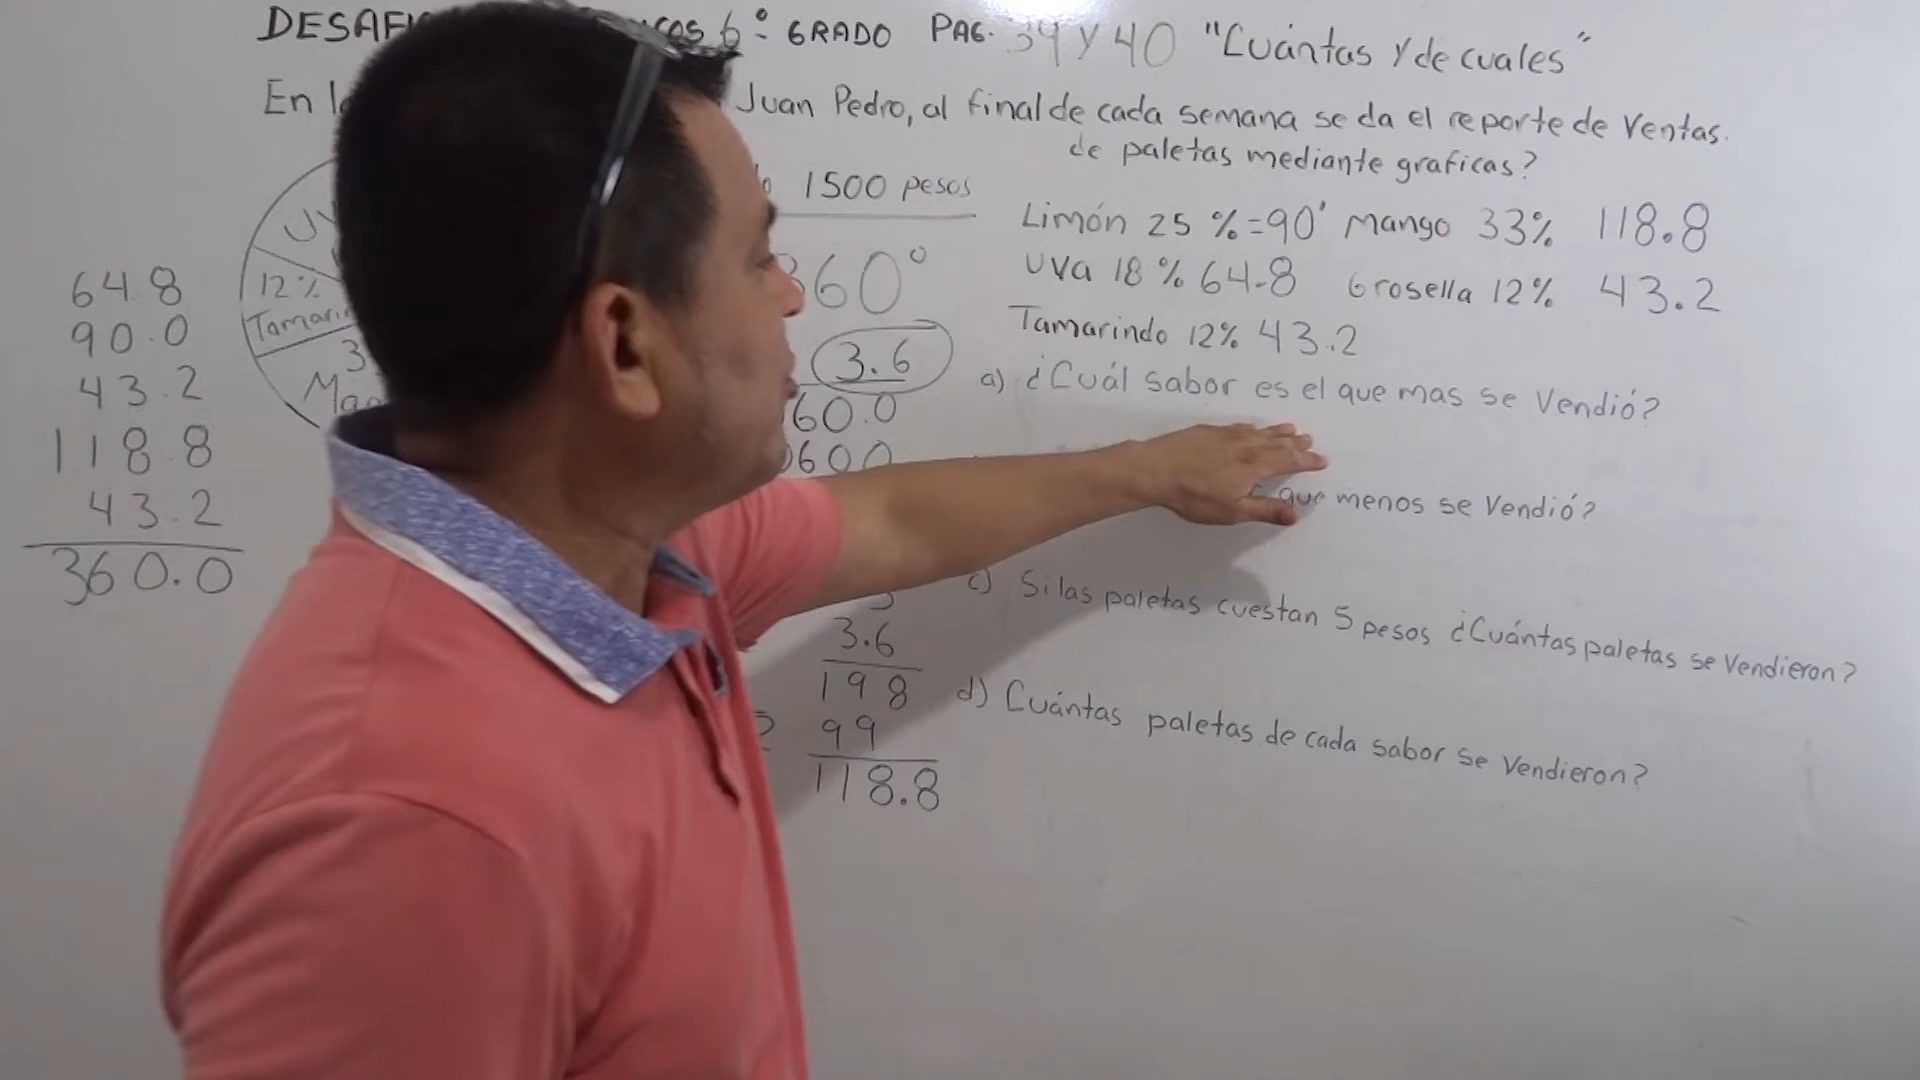 6° GRADO PAG. 39 Y 40 "Cuántas y de cuales"
En Juan Pedro, al final de cada semana se da el reporte de Ventas.
de paletas mediante graficas?
1500 pesos
Limón 25 %=90° Mango 33% 118.8
UVA 18% 64.8 Grosella 12% 43.2
Tamarindo 12% 43.2
a) ¿Cuál sabor es el que mas se Vendió?
que menos se Vendió?
c) Si las paletas cuestan 5 pesos ¿Cuántas paletas se Vendieron?
d) Cuántas paletas de cada sabor se Vendieron?
64.8
90.0
43.2
118.8
43.2
360.0
12%
360°
3.6
60.0
600
3.6
198
99
118.8